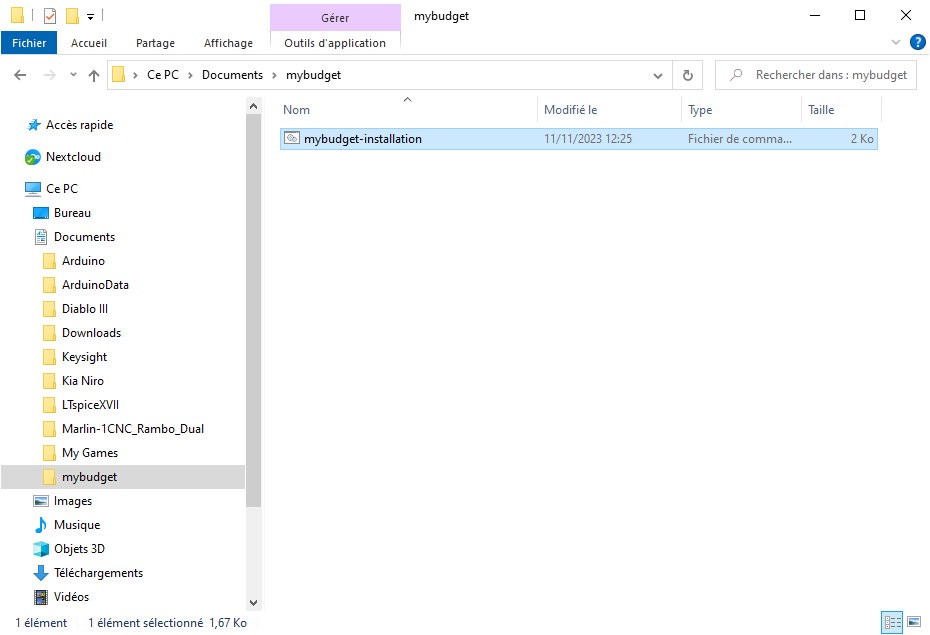 Gérer
mybudget
Fichier
Accueil
Partage
Affichage
Outils d'application
?
Ce PC > Documents > mybudget
Rechercher dans : mybudget
Accès rapide
Nextcloud
Ce PC
Bureau
Documents
Arduino
ArduinoData
Diablo III
Downloads
Keysight
Kia Niro
LTspiceXVII
Marlin-1CNC_Rambo_Dual
My Games
mybudget
Images
Musique
Objets 3D
Téléchargements
Vidéos
Nom Modifié le Type Taille
mybudget-installation 11/11/2023 12:25 Fichier de comma... 2 Ko
1 élément 1 élément sélectionné 1,67 Ko